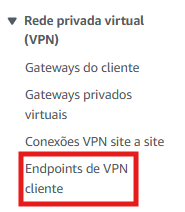 Rede privada virtual
(VPN)
Gateways do cliente
Gateways privados
virtuais
Conexões VPN site a site
Endpoints de VPN
cliente